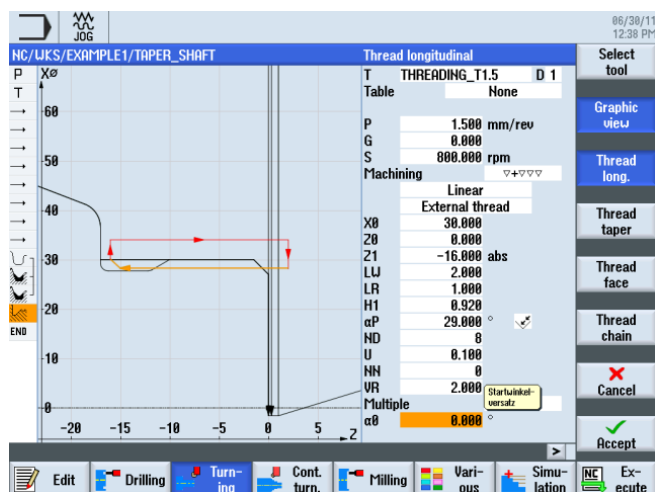 06/30/11
12:38 PM
JOG
NC/WKS/EXAMPLE1/TAPER_SHAFT
Thread longitudinal
Select tool
P
T
END
XØ
60
50
40
30
20
10
0
-20
-15
-10
-5
0
5
Z
T THREADING_T1.5 D 1
Table None
P 1.500 mm/rev
G 0.000
S 800.000 rpm
Machining ▽+▽▽▽
Linear
External thread
X0 30.000
Z0 0.000
Z1 -16.000 abs
LW 2.000
LR 1.000
H1 0.920
αP 29.000 °
ND 8
U 0.100
NN 0
VR 2.000
Multiple
Startwinkel-
versatz
α0 0.000 °
Graphic
view
Thread
long.
Thread
taper
Thread
face
Thread
chain
Cancel
Accept
>
Edit
Drilling
Turn-
ing
Cont.
turn.
Milling
Vari-
ous
Simu-
lation
NC Ex-
ecute